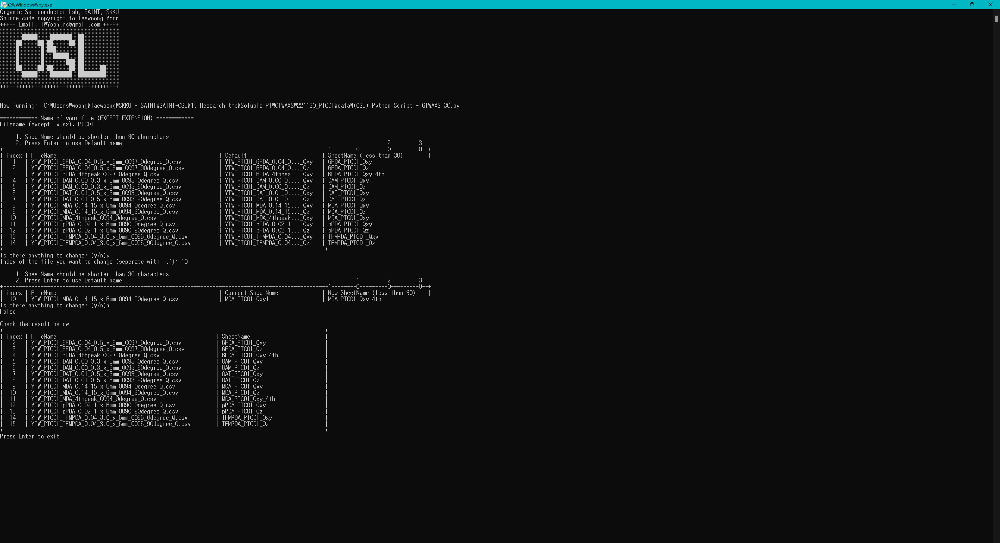 C:₩Windows₩py.exe
Organic Semiconductor Lab, SAINT, SKKU
Source code copyright to Taewoong Yoon
+++++ Email: TWYoon.rs@gmail.com +++++
OSL
++++++++++++++++++++++++++++++++++++++
Now Running:  C:₩Users₩woong₩Taewoong₩SKKU - SAINT₩SAINT-OSL₩1. Research tmp₩Soluble PI₩GIWAXS₩221130_PTCDI₩data₩(OSL) Python Script - GIWAXS 3C.py
============ Name of your file (EXCEPT EXTENSION) ============
Filename (except .xlsx): PTCDI
==============================================================
1. SheetName should be shorter than 30 characters
2. Press Enter to use Default name 1 2 3
+--------------------------------------------------------------------------------------------------------1--------0---------0---------0--+
| index | FileName | Default | SheetName (less than 30) |
| 1 | YTW_PTCDI_6FDA_0.04_0.5_x_6mm_0097_0degree_Q.csv | YTW_PTCDI_6FDA_0.04_0..._Qxy | 6FDA_PTCDI_Qxy
| 2 | YTW_PTCDI_6FDA_0.04_0.5_x_6mm_0097_90degree_Q.csv | YTW_PTCDI_6FDA_0.04_0..._Qz | 6FDA_PTCDI_Qz
| 3 | YTW_PTCDI_6FDA_4thpeak_0097_0degree_Q.csv | YTW_PTCDI_6FDA_4thpea..._Qxy | 6FDA_PTCDI_Qxy_4th
| 4 | YTW_PTCDI_DAM_0.00_0.3_x_6mm_0095_0degree_Q.csv | YTW_PTCDI_DAM_0.00_0...._Qxy | DAM_PTCDI_Qxy
| 5 | YTW_PTCDI_DAM_0.00_0.3_x_6mm_0095_90degree_Q.csv | YTW_PTCDI_DAM_0.00_0...._Qz | DAM_PTCDI_Qz
| 6 | YTW_PTCDI_DAT_0.01_0.5_x_6mm_0093_0degree_Q.csv | YTW_PTCDI_DAT_0.01_0...._Qxy | DAT_PTCDI_Qxy
| 7 | YTW_PTCDI_DAT_0.01_0.5_x_6mm_0093_90degree_Q.csv | YTW_PTCDI_DAT_0.01_0...._Qz | DAT_PTCDI_Qz
| 8 | YTW_PTCDI_MDA_0.14_15_x_6mm_0094_0degree_Q.csv | YTW_PTCDI_MDA_0.14_15..._Qxy | MDA_PTCDI_Qxy
| 9 | YTW_PTCDI_MDA_0.14_15_x_6mm_0094_90degree_Q.csv | YTW_PTCDI_MDA_0.14_15..._Qz | MDA_PTCDI_Qz
| 10 | YTW_PTCDI_MDA_4thpeak_0094_0degree_Q.csv | YTW_PTCDI_MDA_4thpeak..._Qxy | MDA_PTCDI_Qxy
| 11 | YTW_PTCDI_pPDA_0.02_1_x_6mm_0090_0degree_Q.csv | YTW_PTCDI_pPDA_0.02_1..._Qxy | pPDA_PTCDI_Qxy
| 12 | YTW_PTCDI_pPDA_0.02_1_x_6mm_0090_90degree_Q.csv | YTW_PTCDI_pPDA_0.02_1..._Qz | pPDA_PTCDI_Qz
| 13 | YTW_PTCDI_TFMPDA_0.04_3.0_x_6mm_0096_0degree_Q.csv | YTW_PTCDI_TFMPDA_0.04..._Qxy | TFMPDA_PTCDI_Qxy
| 14 | YTW_PTCDI_TFMPDA_0.04_3.0_x_6mm_0096_90degree_Q.csv | YTW_PTCDI_TFMPDA_0.04..._Qz | TFMPDA_PTCDI_Qz
+-------------------------------------------------------------------------------------------------------+
Is there anything to change? (y/n)y
Index of the file you want to change (seperate with ','): 10
1. SheetName should be shorter than 30 characters
2. Press Enter to use Default name 1 2 3
+--------------------------------------------------------------------------------------------------------1--------0---------0---------0--+
| index | FileName | Current SheetName | New SheetName (less than 30) |
| 10 | YTW_PTCDI_MDA_0.14_15_x_6mm_0094_90degree_Q.csv | MDA_PTCDI_Qxy1 | MDA_PTCDI_Qxy_4th
Is there anything to change? (y/n)n
False
Check the result below
+-------------------------------------------------------------------------------------------------------+
| index | FileName | SheetName |
| 2 | YTW_PTCDI_6FDA_0.04_0.5_x_6mm_0097_0degree_Q.csv | 6FDA_PTCDI_Qxy |
| 3 | YTW_PTCDI_6FDA_0.04_0.5_x_6mm_0097_90degree_Q.csv | 6FDA_PTCDI_Qz |
| 4 | YTW_PTCDI_6FDA_4thpeak_0097_0degree_Q.csv | 6FDA_PTCDI_Qxy_4th |
| 5 | YTW_PTCDI_DAM_0.00_0.3_x_6mm_0095_0degree_Q.csv | DAM_PTCDI_Qxy |
| 6 | YTW_PTCDI_DAM_0.00_0.3_x_6mm_0095_90degree_Q.csv | DAM_PTCDI_Qz |
| 7 | YTW_PTCDI_DAT_0.01_0.5_x_6mm_0093_0degree_Q.csv | DAT_PTCDI_Qxy |
| 8 | YTW_PTCDI_DAT_0.01_0.5_x_6mm_0093_90degree_Q.csv | DAT_PTCDI_Qz |
| 9 | YTW_PTCDI_MDA_0.14_15_x_6mm_0094_0degree_Q.csv | MDA_PTCDI_Qxy |
| 10 | YTW_PTCDI_MDA_0.14_15_x_6mm_0094_90degree_Q.csv | MDA_PTCDI_Qz |
| 11 | YTW_PTCDI_MDA_4thpeak_0094_0degree_Q.csv | MDA_PTCDI_Qxy_4th |
| 12 | YTW_PTCDI_pPDA_0.02_1_x_6mm_0090_0degree_Q.csv | pPDA_PTCDI_Qxy |
| 13 | YTW_PTCDI_pPDA_0.02_1_x_6mm_0090_90degree_Q.csv | pPDA_PTCDI_Qz |
| 14 | YTW_PTCDI_TFMPDA_0.04_3.0_x_6mm_0096_0degree_Q.csv | TFMPDA_PTCDI_Qxy |
| 15 | YTW_PTCDI_TFMPDA_0.04_3.0_x_6mm_0096_90degree_Q.csv | TFMPDA_PTCDI_Qz |
+-------------------------------------------------------------------------------------------------------+
Press Enter to exit